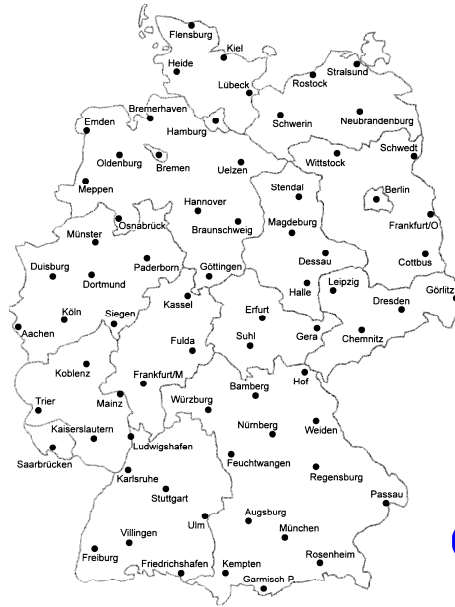 Flensburg
Kiel
Heide
Stralsund
Rostock
Lübeck
Bremerhaven
Emden
Hamburg
Schwerin
Neubrandenburg
Schwedt
Oldenburg
Bremen
Uelzen
Wittstock
Meppen
Stendal
Berlin
Hannover
Osnabrück
Braunschweig
Magdeburg
Frankfurt/O
Münster
Paderborn
Göttingen
Dessau
Cottbus
Duisburg
Dortmund
Halle
Leipzig
Görlitz
Kassel
Dresden
Köln
Siegen
Erfurt
Aachen
Gera
Chemnitz
Fulda
Suhl
Koblenz
Frankfurt/M
Hof
Bamberg
Trier
Mainz
Würzburg
Kaiserslautern
Nürnberg
Weiden
Ludwigshafen
Saarbrücken
Feuchtwangen
Karlsruhe
Regensburg
Stuttgart
Passau
Ulm
Augsburg
Villingen
München
Freiburg
Friedrichshafen
Kempten
Rosenheim
Garmisch P.